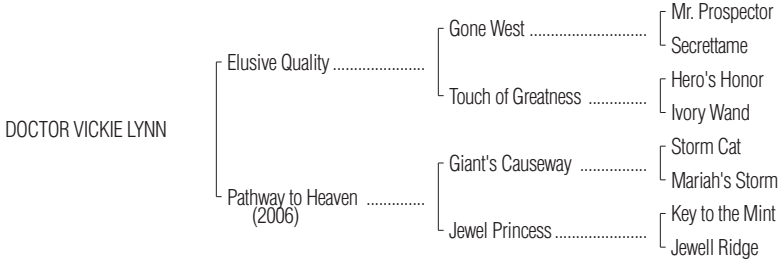 Mr. Prospector
Gone West ............................
Secrettame
Elusive Quality ......................
Hero's Honor
Touch of Greatness ..............
Ivory Wand
DOCTOR VICKIE LYNN
Storm Cat
Giant's Causeway ................
Mariah's Storm
Pathway to Heaven ..............
(2006)
Key to the Mint
Jewel Princess ......................
Jewell Ridge